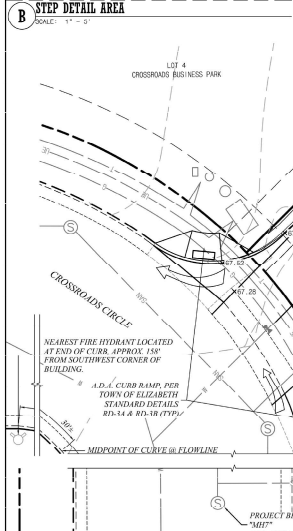 B
STEP DETAIL AREA
SCALE: 1" - 5'
LOT 4
CROSSROADS BUSINESS PARK
67.62
67.28
CROSSROADS CIRCLE
NEAREST FIRE HYDRANT LOCATED
AT END OF CURB, APPROX. 158'
FROM SOUTHWEST CORNER OF
BUILDING.
A.D.A. CURB RAMP, PER
TOWN OF ELIZABETH
STANDARD DETAILS
RD-3A & RD-3B (TYP)
MIDPOINT OF CURVE @ FLOWLINE
S
S
S
PROJECT
"MH7"